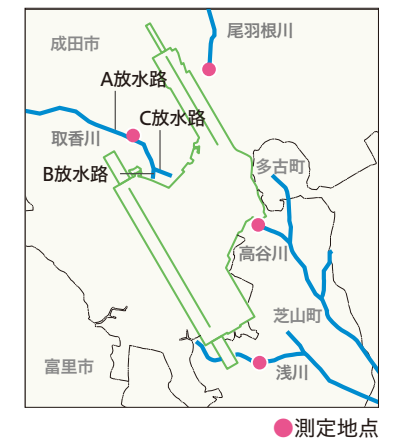 尾羽根川
成田市
A放水路
C放水路
取香川
B放水路
多古町
高谷川
芝山町
富里市
浅川
●測定地点